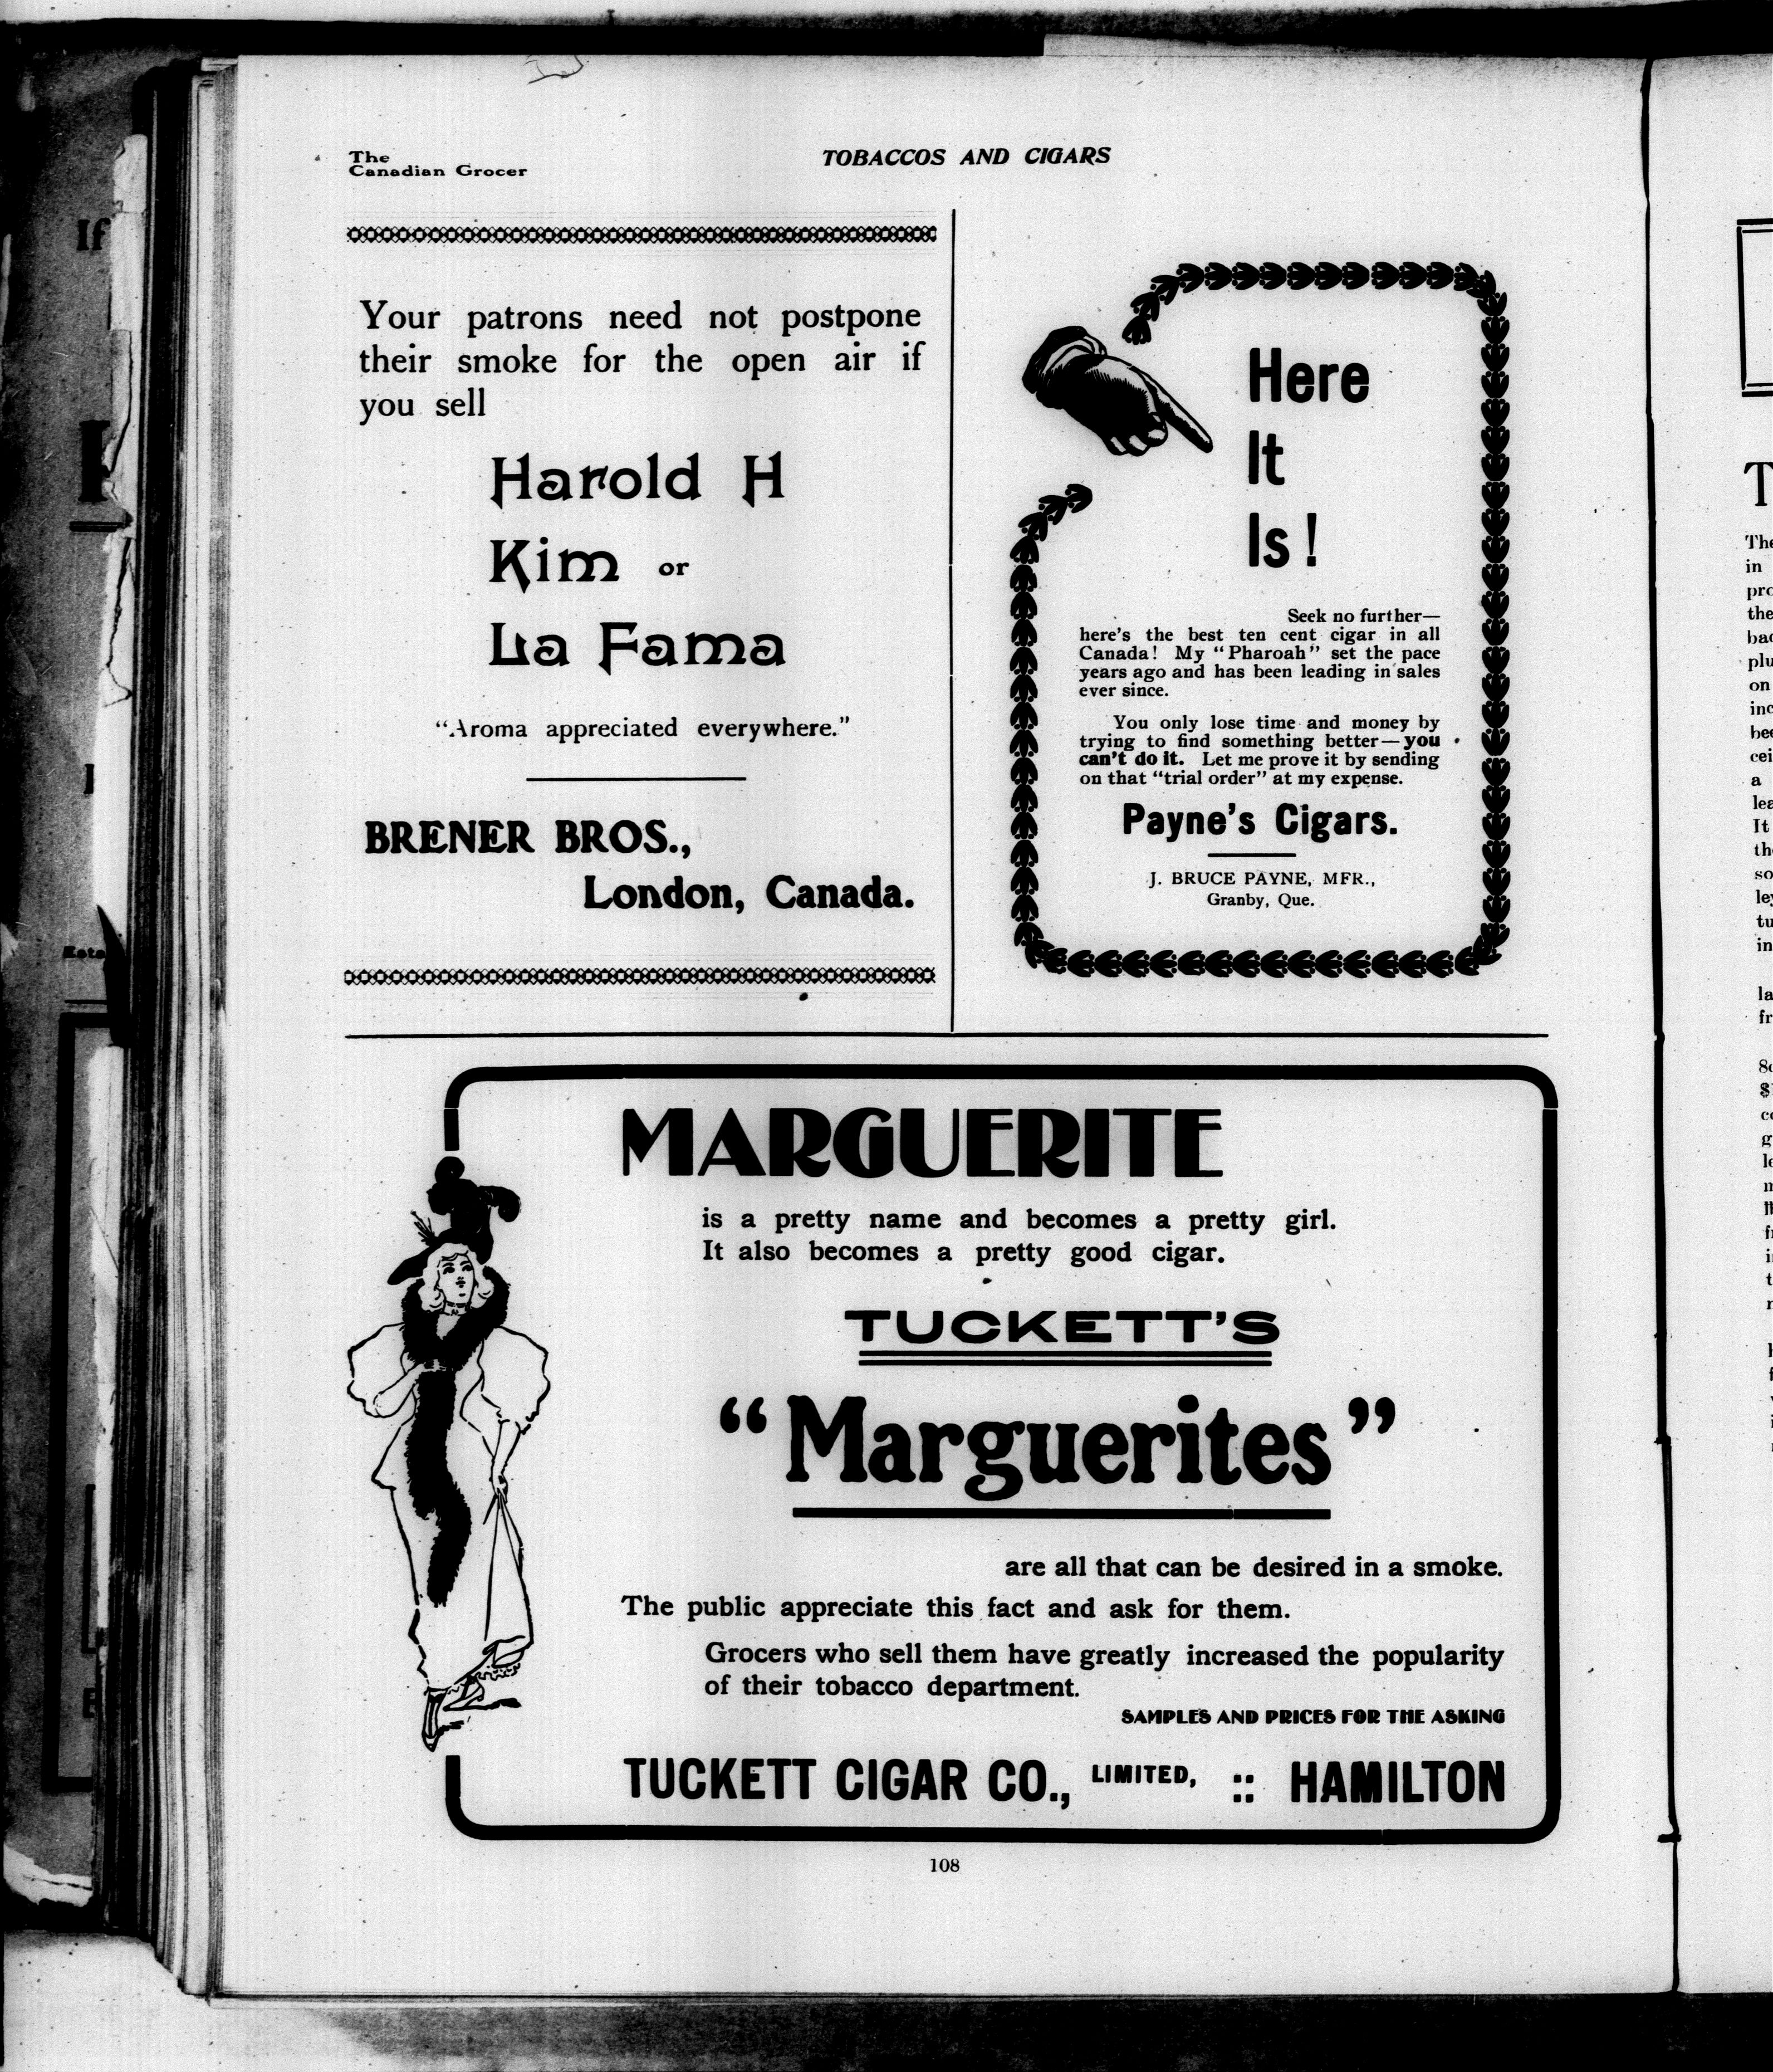 The
Canadian Grocer
TOBACCOS AND CIGARS
Your patrons need not postpone
their smoke for the open air if
you sell
Harold H
Kim or
La Fama
“Aroma appreciated everywhere.”
BRENER BROS.,
London, Canada.
Here
It
Is!
Seek no further—
here's the best ten cent cigar in all
Canada! My “Pharoah” set the pace
years ago and has been leading in sales
ever since.
You only lose time and money by
trying to find something better—you
can't do it. Let me prove it by sending
on that “trial order” at my expense.
Payne's Cigars.
J. BRUCE PAYNE, MFR.,
Granby, Que.
MARGUERITE
is a pretty name and becomes a pretty girl.
It also becomes a pretty good cigar.
TUCKETT'S
“Marguerites”
are all that can be desired in a smoke.
The public appreciate this fact and ask for them.
Grocers who sell them have greatly increased the popularity
of their tobacco department.
SAMPLES AND PRICES FOR THE ASKING
TUCKETT CIGAR CO., LIMITED, :: HAMILTON
108